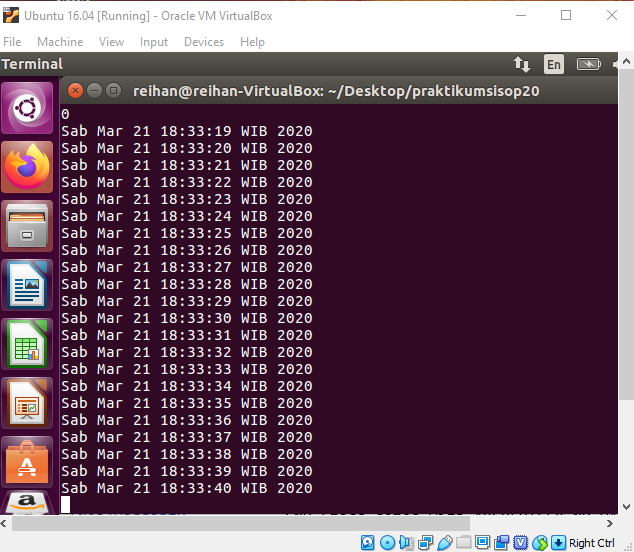 Ubuntu 16.04 [Running] - Oracle VM VirtualBox
File Machine View Input Devices Help
Terminal
En
reihan@reihan-VirtualBox: ~/Desktop/praktikumsisop20
0
Sab Mar 21 18:33:19 WIB 2020
Sab Mar 21 18:33:20 WIB 2020
Sab Mar 21 18:33:21 WIB 2020
Sab Mar 21 18:33:22 WIB 2020
Sab Mar 21 18:33:23 WIB 2020
Sab Mar 21 18:33:24 WIB 2020
Sab Mar 21 18:33:25 WIB 2020
Sab Mar 21 18:33:26 WIB 2020
Sab Mar 21 18:33:27 WIB 2020
Sab Mar 21 18:33:28 WIB 2020
Sab Mar 21 18:33:29 WIB 2020
Sab Mar 21 18:33:30 WIB 2020
Sab Mar 21 18:33:31 WIB 2020
Sab Mar 21 18:33:32 WIB 2020
Sab Mar 21 18:33:33 WIB 2020
Sab Mar 21 18:33:34 WIB 2020
Sab Mar 21 18:33:35 WIB 2020
Sab Mar 21 18:33:36 WIB 2020
Sab Mar 21 18:33:37 WIB 2020
Sab Mar 21 18:33:38 WIB 2020
Sab Mar 21 18:33:39 WIB 2020
Sab Mar 21 18:33:40 WIB 2020
Right Ctrl